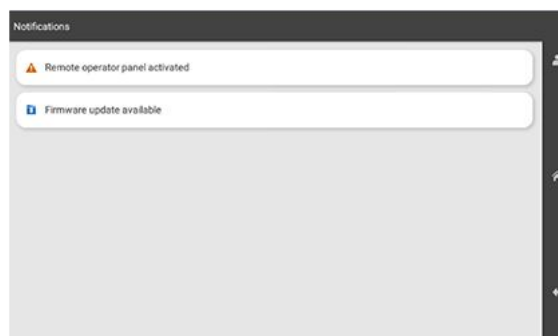 Notifications
Remote operator panel activated
Firmware update available